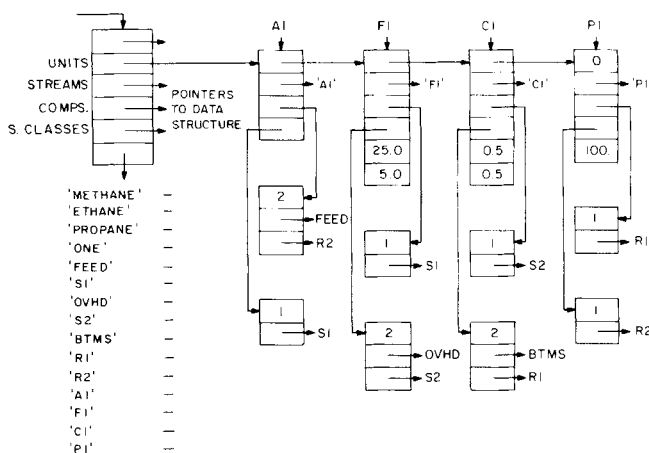 A1 F1 C1 P1
UNITS 0
STREAMS 'A1' 'F1' 'C1' 'P1
COMPS. POINTERS
TO DATA
S. CLASSES STRUCTURE
25.0 0.5 100.
5.0 0.5
'METHANE' –
'ETHANE' –
'PROPANE' –
'ONE' –
'FEED' –
'S1' –
'OVHD' –
'S2' –
'BTMS' –
'R1' –
'R2' –
'A1' –
'F1' –
'C1' –
'P1' –
2
FEED
R2
1
S1
1
S1
2
OVHD
S2
1
S2
2
BTMS
R1
1
R1
1
R2